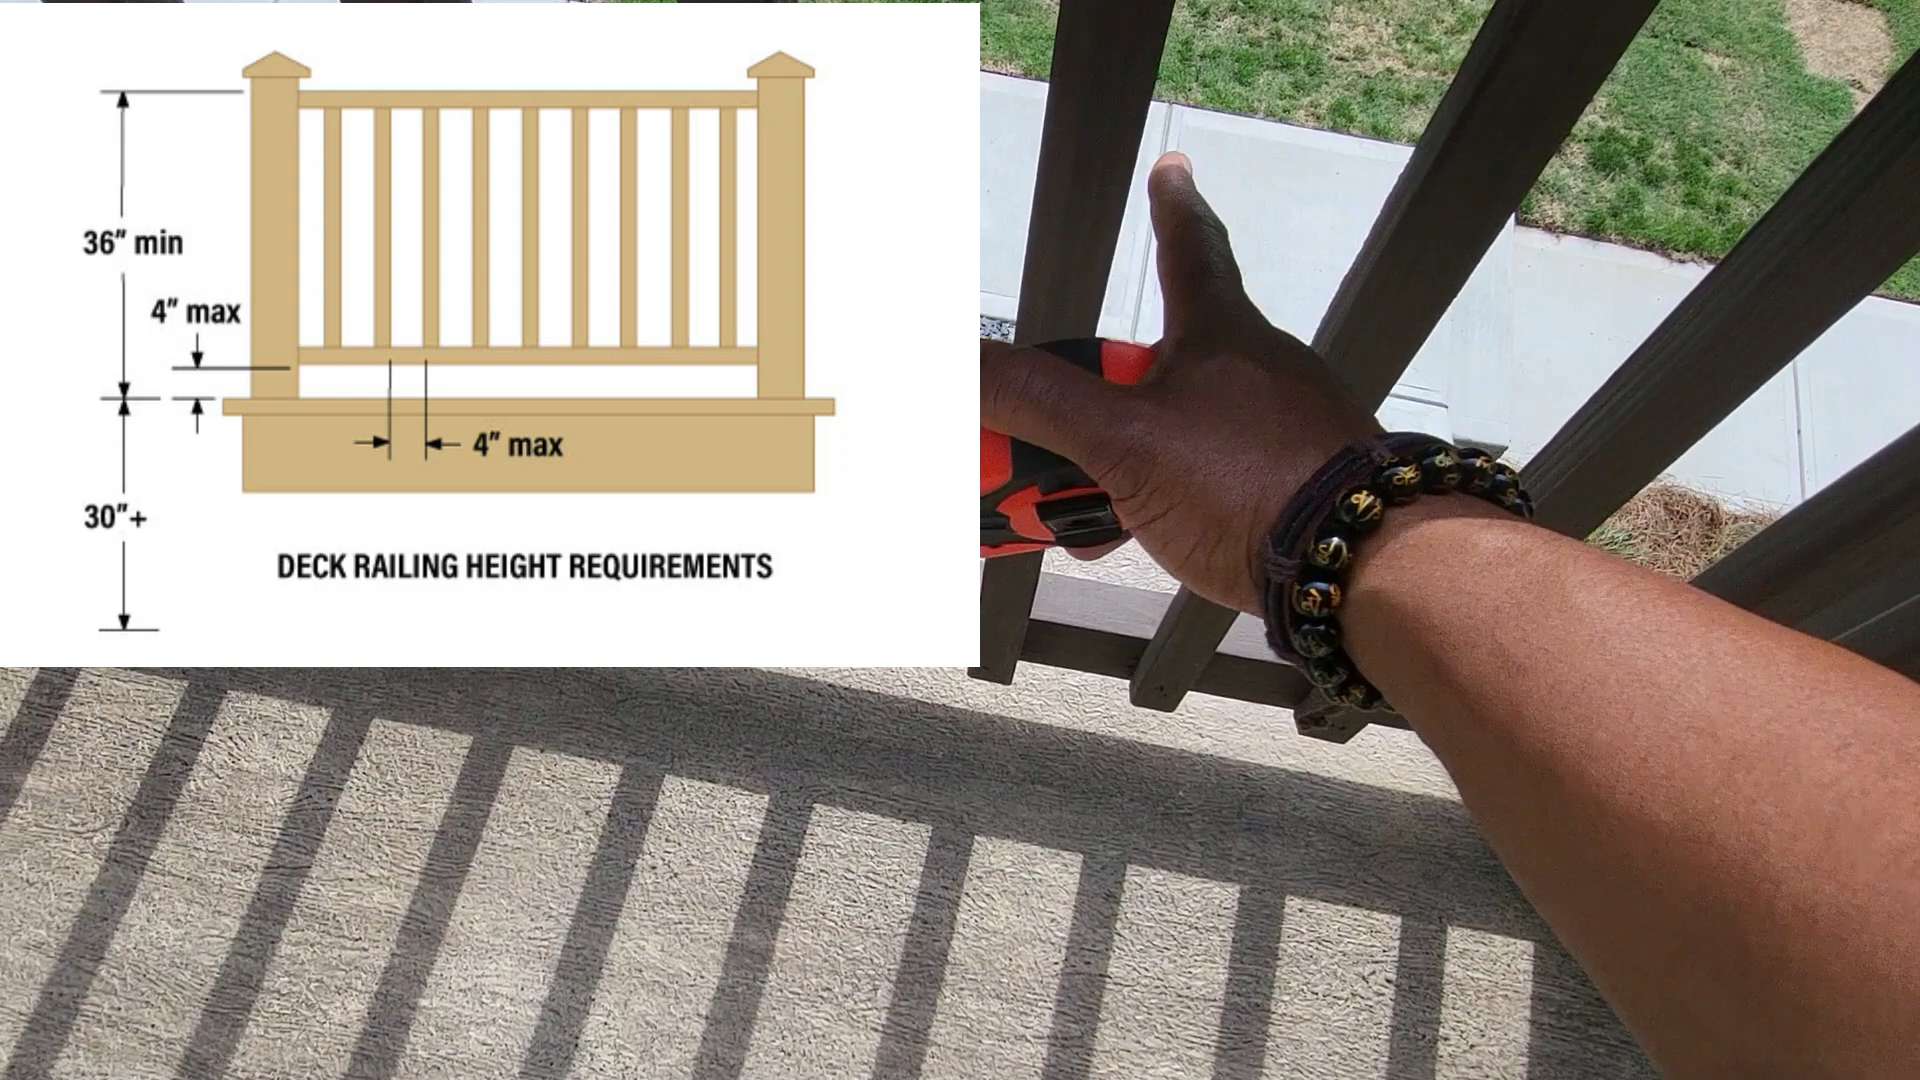 36″ min
4″ max
4″ max
30″+
DECK RAILING HEIGHT REQUIREMENTS